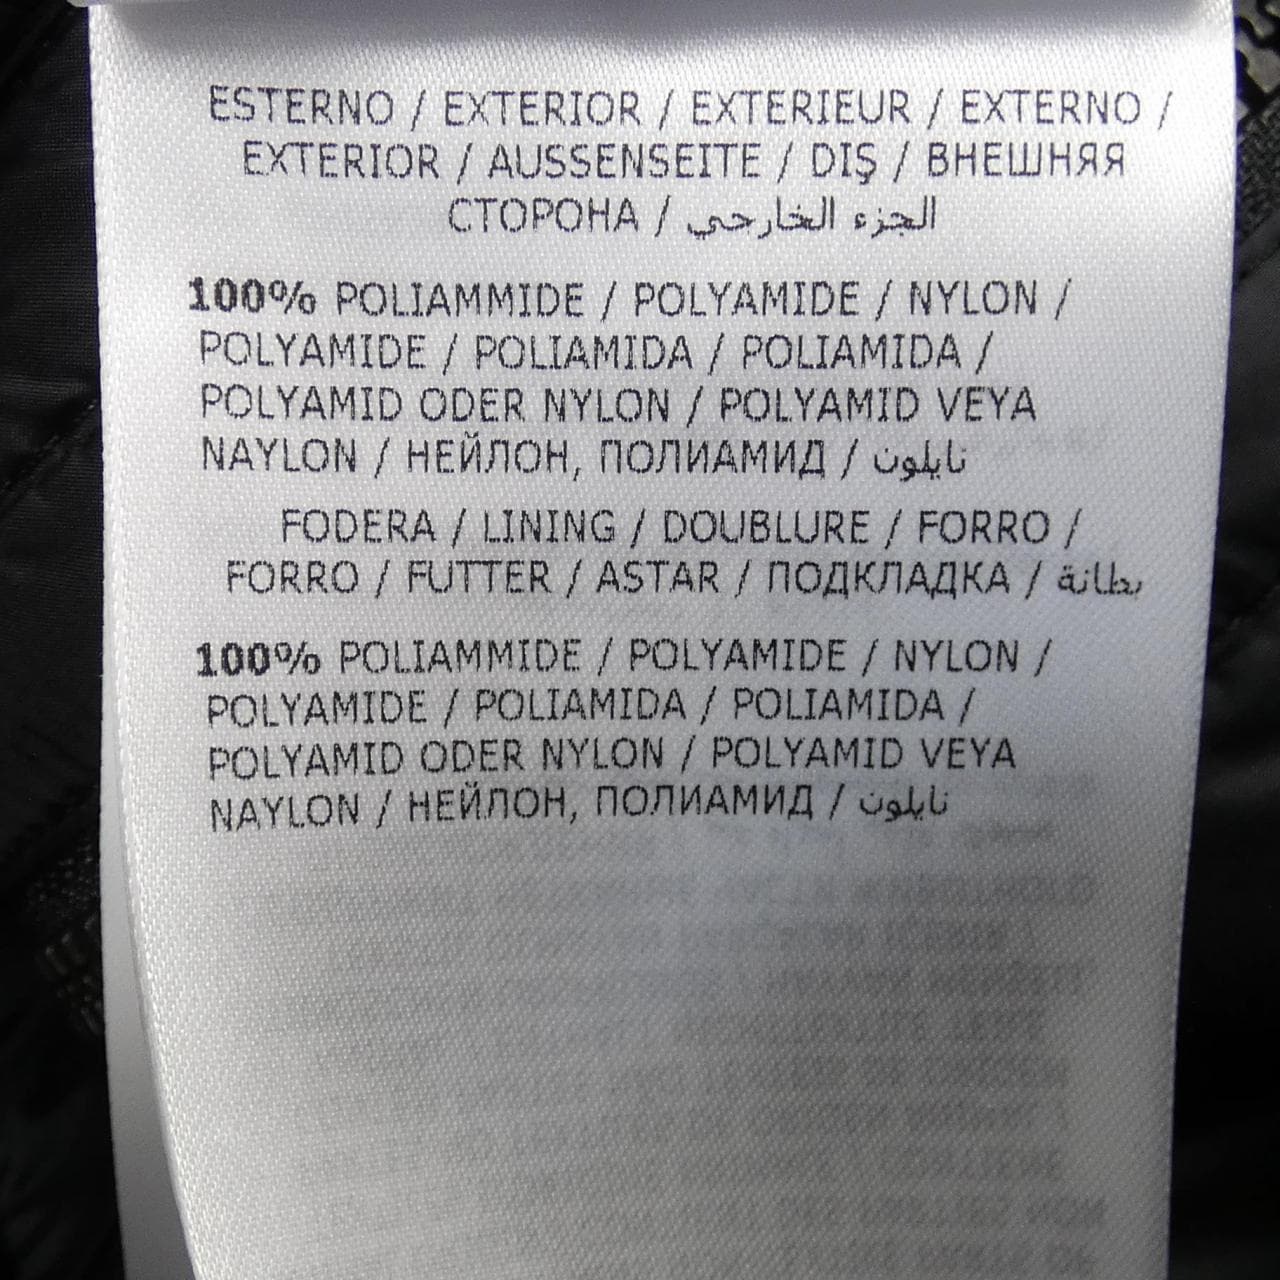 ESTERNO / EXTERIOR / EXTERIEUR / EXTERNO /
EXTERIOR / AUSSENSEITE / DIŞ / ВНЕШНЯЯ
СТОРОНА / الجزء الخارجي
100% POLIAMMIDE / POLYAMIDE / NYLON /
POLYAMIDE / POLIAMIDA / POLIAMIDA /
POLYAMID ODER NYLON / POLYAMID VEYA
NAYLON / НЕЙЛОН, ПОЛИАМИД / نايلون
FODERA / LINING / DOUBLURE / FORRO /
FORRO / FUTTER / ASTAR / ПОДКЛАДКА / بطانة
100% POLIAMMIDE / POLYAMIDE / NYLON /
POLYAMIDE / POLIAMIDA / POLIAMIDA /
POLYAMID ODER NYLON / POLYAMID VEYA
NAYLON / НЕЙЛОН, ПОЛИАМИД / نايلون